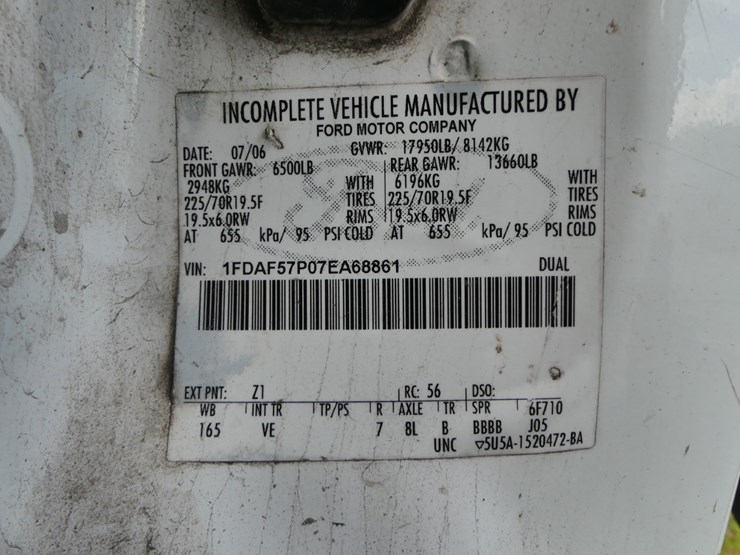 INCOMPLETE VEHICLE MANUFACTURED BY
FORD MOTOR COMPANY
DATE: 07/06 GVWR: 17950LB/ 8142KG
FRONT GAWR: 6500LB REAR GAWR: 13660LB
2948KG WITH 6196KG WITH
225/70R19.5F TIRES 225/70R19.5F TIRES
19.5x6.0RW RIMS 19.5x6.0RW RIMS
AT 655 kPa/ 95 PSI COLD AT 655 kPa/ 95 PSI COLD
VIN: 1FDAF57P07EA68861 DUAL
EXT PNT: Z1 RC: 56 DSO:
WB INT TR TP/PS R AXLE TR SPR 6F710
165 VE 7 8L B BBBB J05
UNC ▽5U5A-1520472-BA